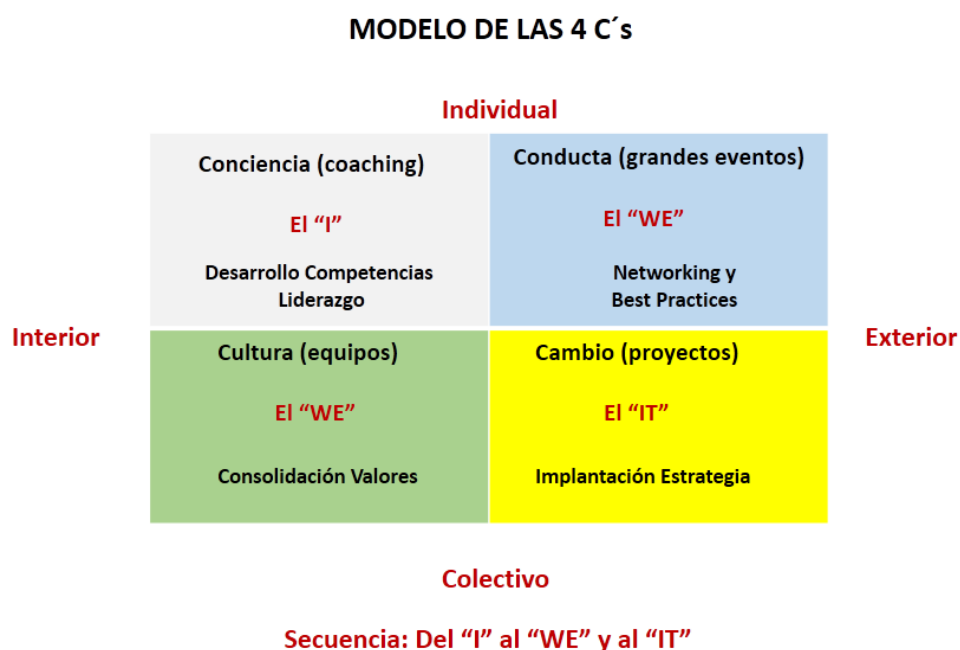 MODELO DE LAS 4 C´s
Individual
Conciencia (coaching)
El “I”
Desarrollo Competencias
Liderazgo
Conducta (grandes eventos)
El “WE”
Networking y
Best Practices
Interior
Exterior
Cultura (equipos)
El “WE”
Consolidación Valores
Cambio (proyectos)
El “IT”
Implantación Estrategia
Colectivo
Secuencia: Del “I” al “WE” y al “IT”